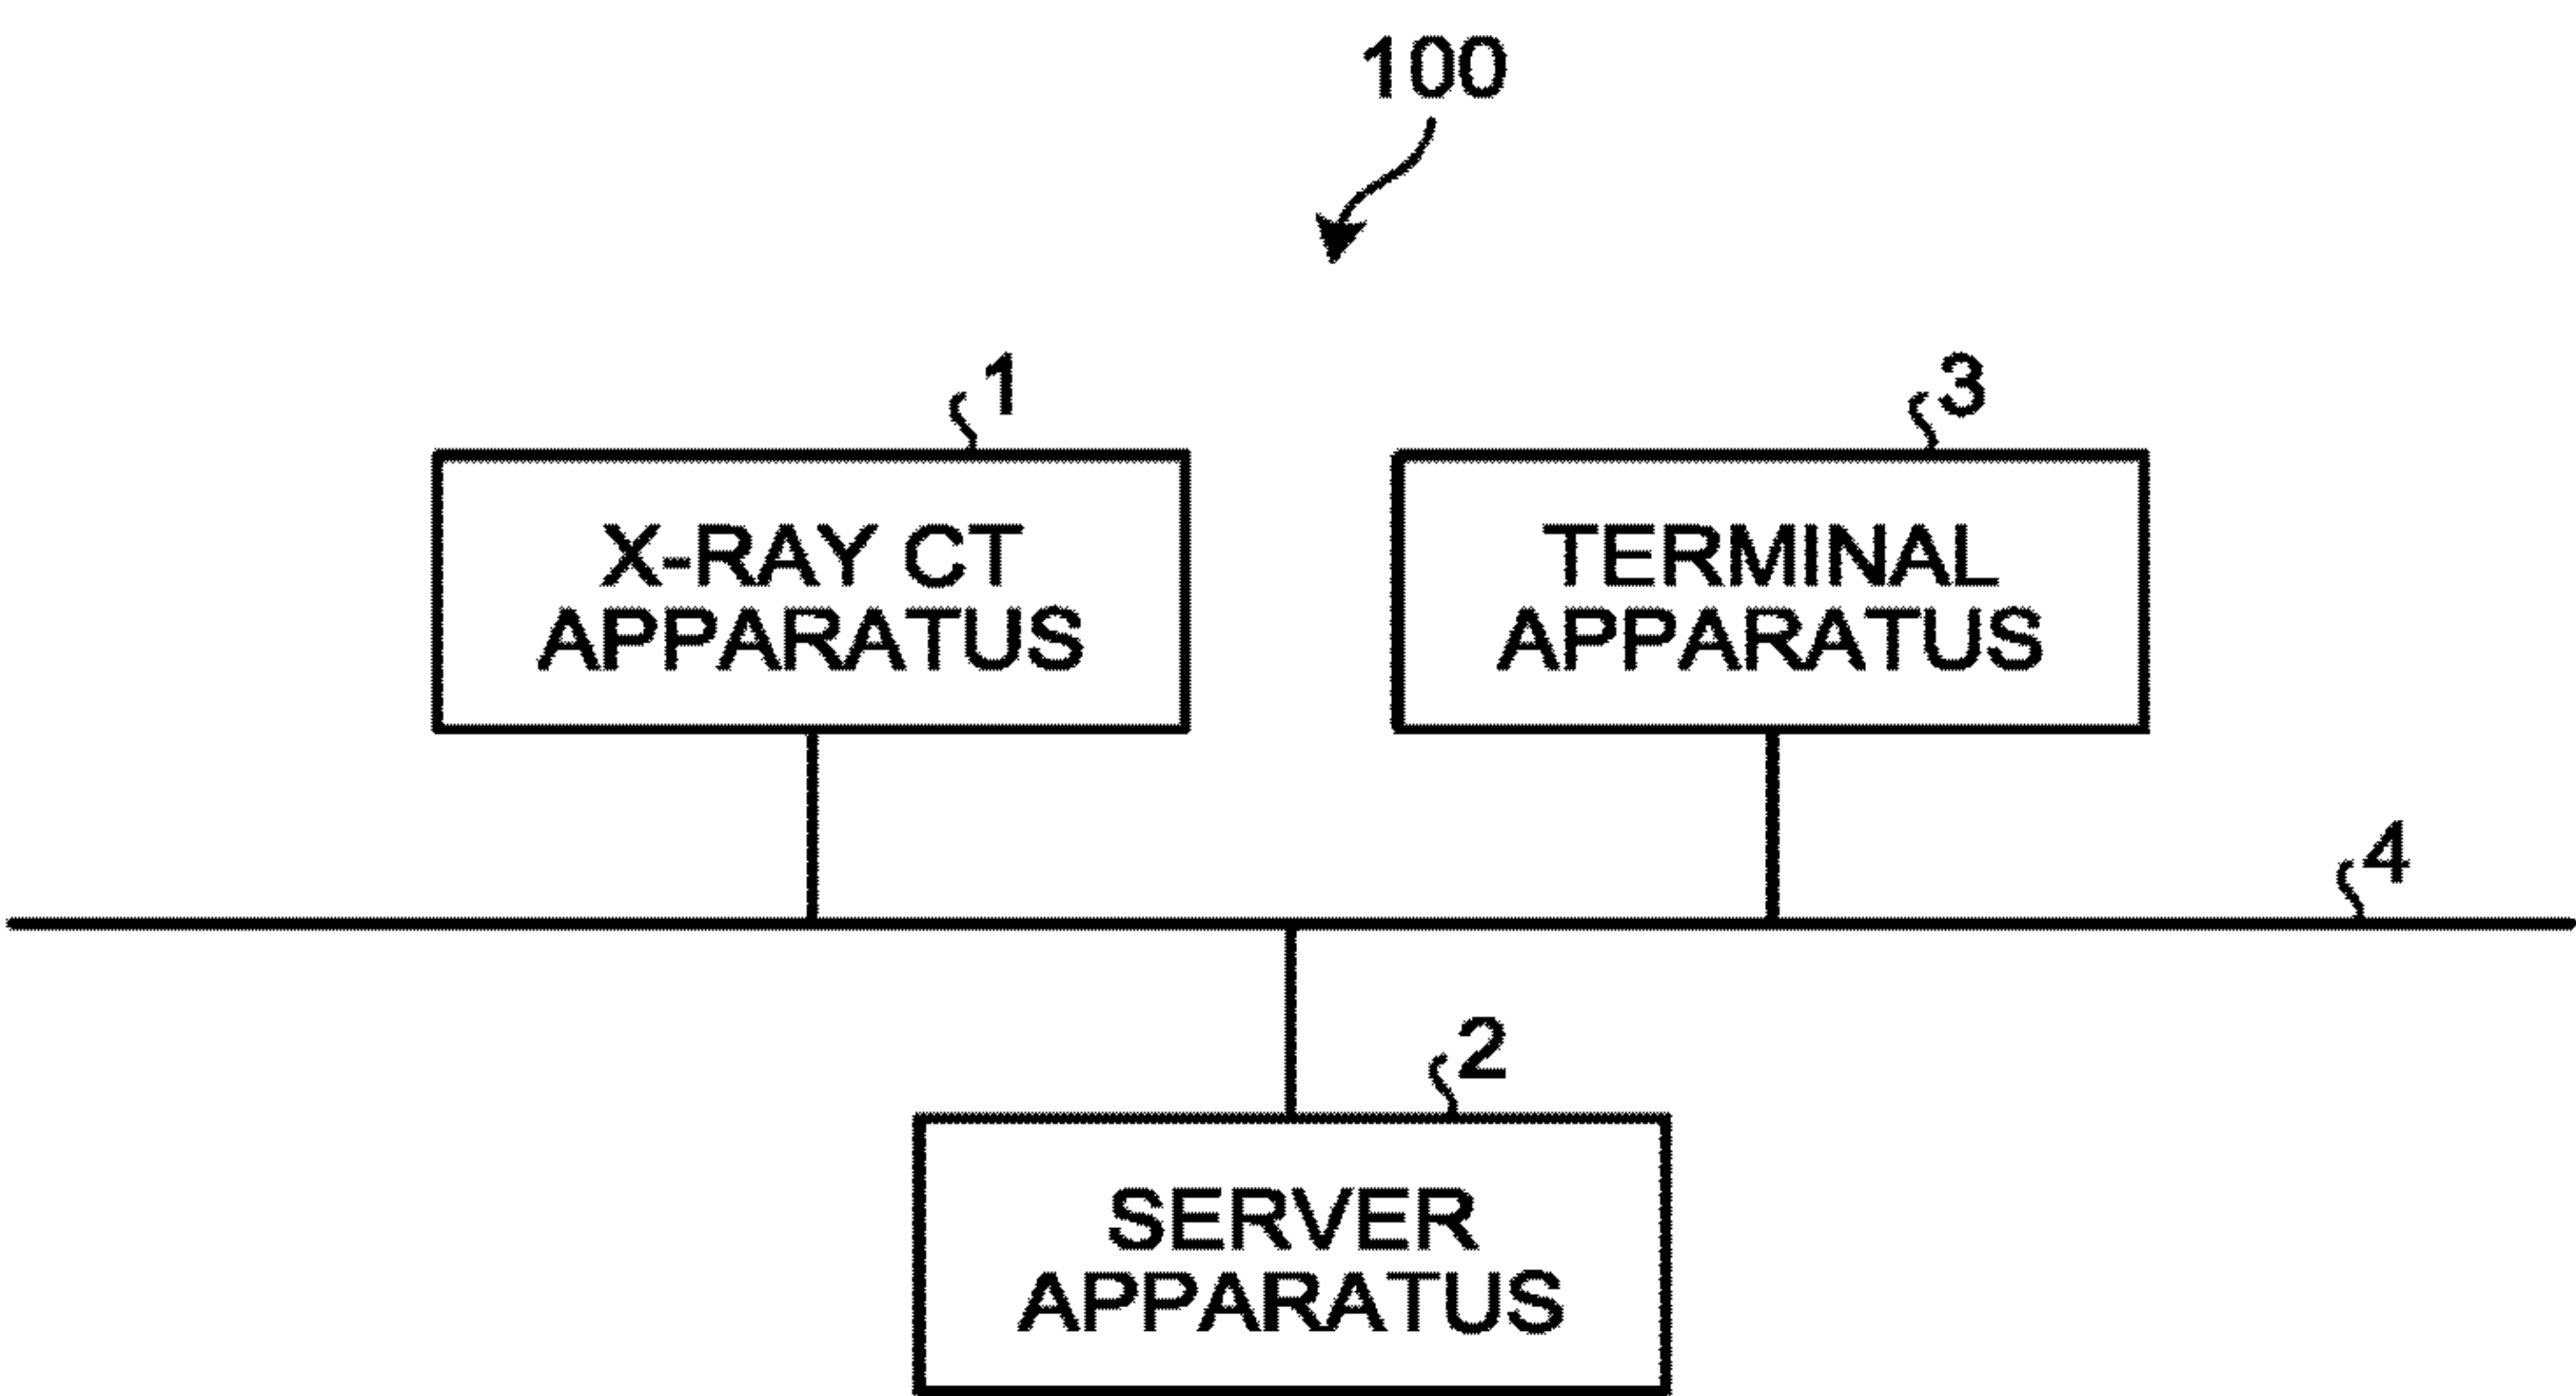 100
1
3
X-RAY CT
APPARATUS
TERMINAL
APPARATUS
4
2
SERVER
APPARATUS